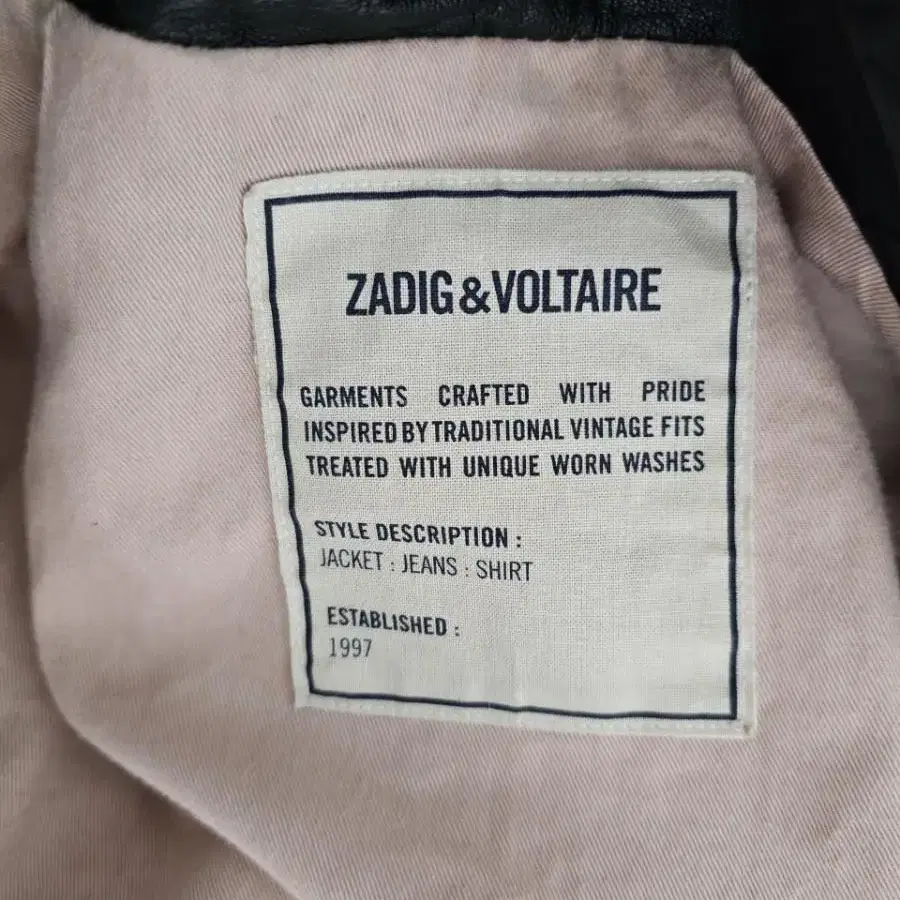 ZADIG&VOLTAIRE
GARMENTS CRAFTED WITH PRIDE
INSPIRED BY TRADITIONAL VINTAGE FITS
TREATED WITH UNIQUE WORN WASHES
STYLE DESCRIPTION :
JACKET : JEANS : SHIRT
ESTABLISHED :
1997